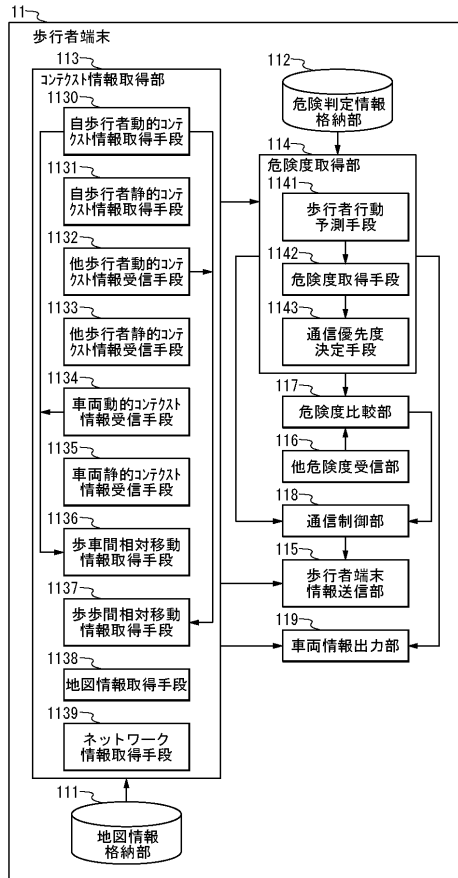 11
歩行者端末
113
コンテクスト情報取得部
1130
自歩行者動的コンテ
クスト情報取得手段
1131
自歩行者静的コンテ
クスト情報取得手段
1132
他歩行者動的コンテ
クスト情報受信手段
1133
他歩行者静的コンテ
クスト情報受信手段
1134
車両動的コンテクスト
情報受信手段
1135
車両静的コンテクスト
情報受信手段
1136
歩車間相対移動
情報取得手段
1137
歩歩間相対移動
情報取得手段
1138
地図情報取得手段
1139
ネットワーク
情報取得手段
111
地図情報
格納部
112
危険判定情報
格納部
114
危険度取得部
1141
歩行者行動
予測手段
1142
危険度取得手段
1143
通信優先度
決定手段
117
危険度比較部
116
他危険度受信部
118
通信制御部
115
歩行者端末
情報送信部
119
車両情報出力部